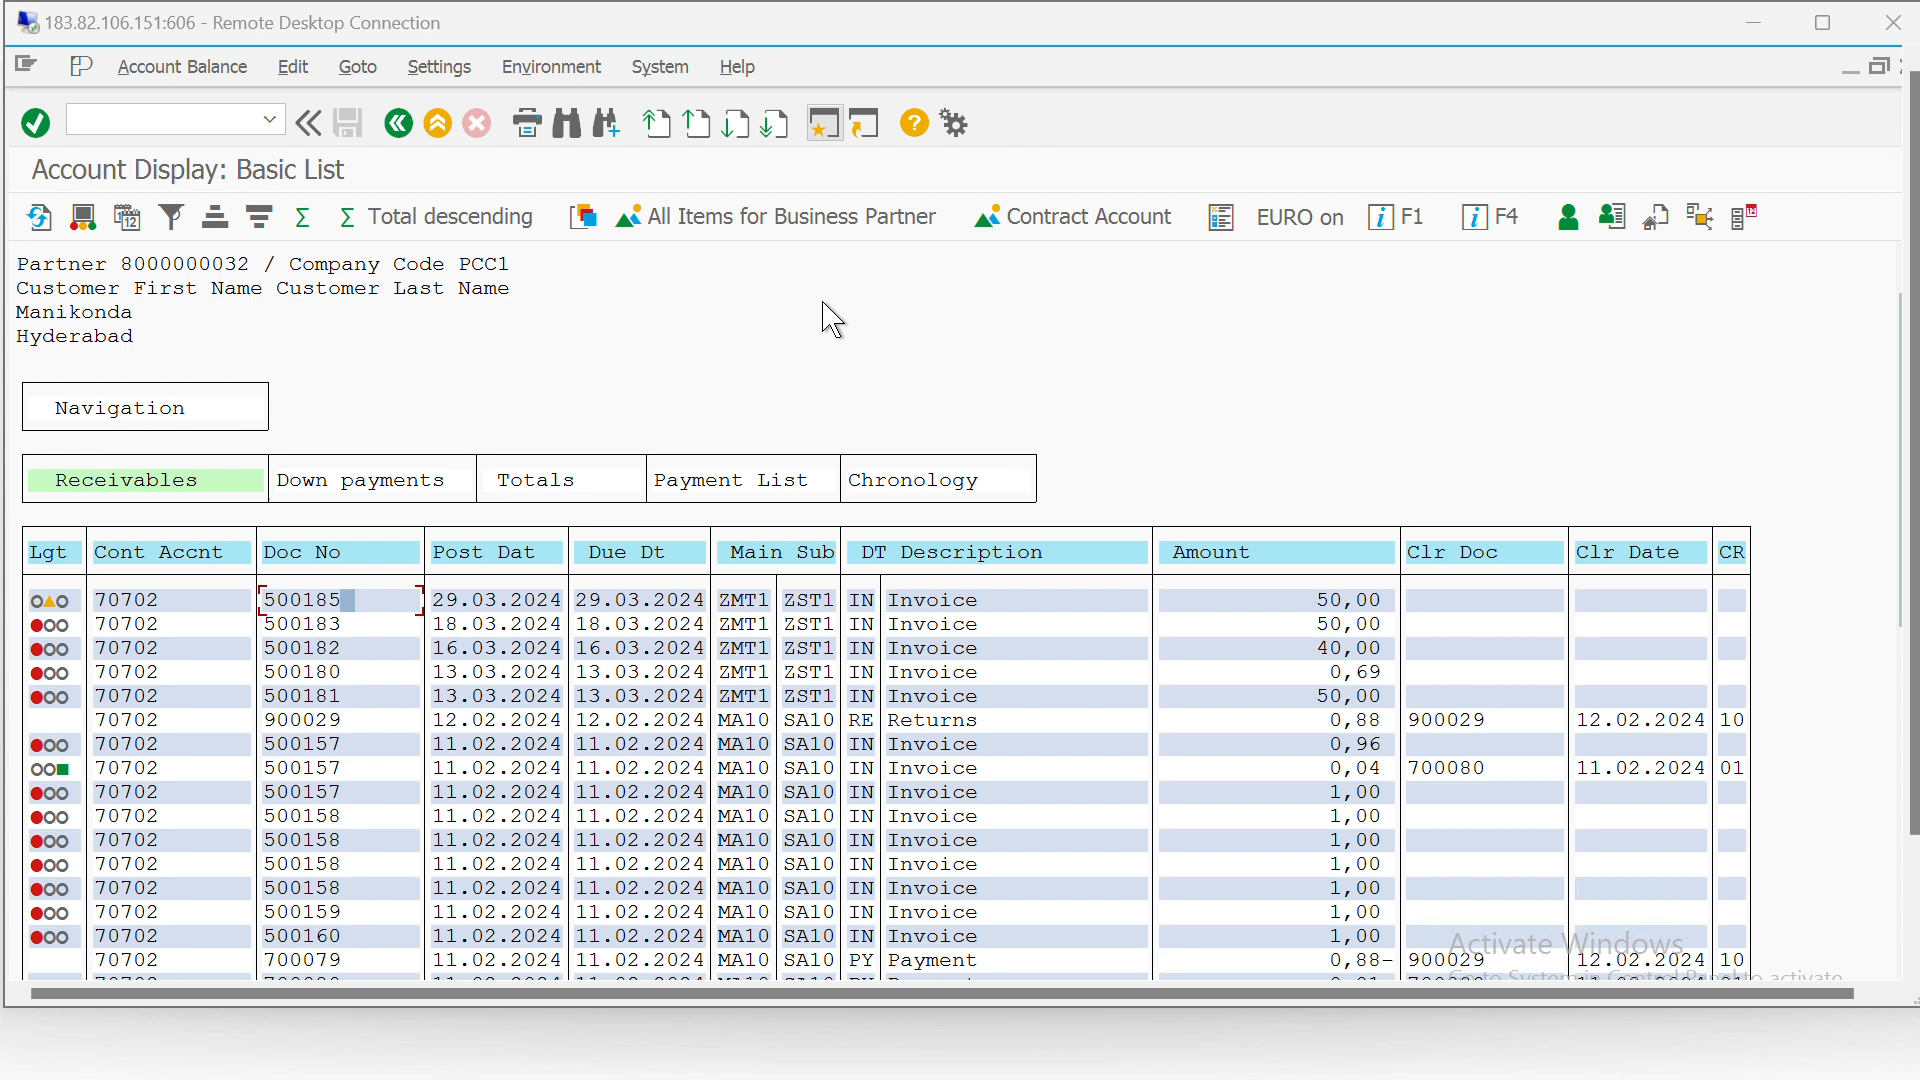 183.82.106.151:606 - Remote Desktop Connection
Account Balance Edit Goto Settings Environment System Help
Account Display: Basic List
Total descending All Items for Business Partner Contract Account EURO on F1 F4
Partner 8000000032 / Company Code PCC1
Customer First Name Customer Last Name
Manikonda
Hyderabad
Navigation
Receivables Down payments Totals Payment List Chronology
Lgt Cont Accnt Doc No Post Dat Due Dt Main Sub DT Description Amount Clr Doc Clr Date CR
70702 500185 29.03.2024 29.03.2024 ZMT1 ZST1 IN Invoice 50,00
70702 500183 18.03.2024 18.03.2024 ZMT1 ZST1 IN Invoice 50,00
70702 500182 16.03.2024 16.03.2024 ZMT1 ZST1 IN Invoice 40,00
70702 500180 13.03.2024 13.03.2024 ZMT1 ZST1 IN Invoice 0,69
70702 500181 13.03.2024 13.03.2024 ZMT1 ZST1 IN Invoice 50,00
70702 900029 12.02.2024 12.02.2024 MA10 SA10 RE Returns 0,88 900029 12.02.2024 10
70702 500157 11.02.2024 11.02.2024 MA10 SA10 IN Invoice 0,96
70702 500157 11.02.2024 11.02.2024 MA10 SA10 IN Invoice 0,04 700080 11.02.2024 01
70702 500157 11.02.2024 11.02.2024 MA10 SA10 IN Invoice 1,00
70702 500158 11.02.2024 11.02.2024 MA10 SA10 IN Invoice 1,00
70702 500158 11.02.2024 11.02.2024 MA10 SA10 IN Invoice 1,00
70702 500158 11.02.2024 11.02.2024 MA10 SA10 IN Invoice 1,00
70702 500158 11.02.2024 11.02.2024 MA10 SA10 IN Invoice 1,00
70702 500159 11.02.2024 11.02.2024 MA10 SA10 IN Invoice 1,00
70702 500160 11.02.2024 11.02.2024 MA10 SA10 IN Invoice 1,00
Activate Windows
70702 700079 11.02.2024 11.02.2024 MA10 SA10 PY Payment 0,88- 900029 12.02.2024 10
Go to System in Control Panel to activate